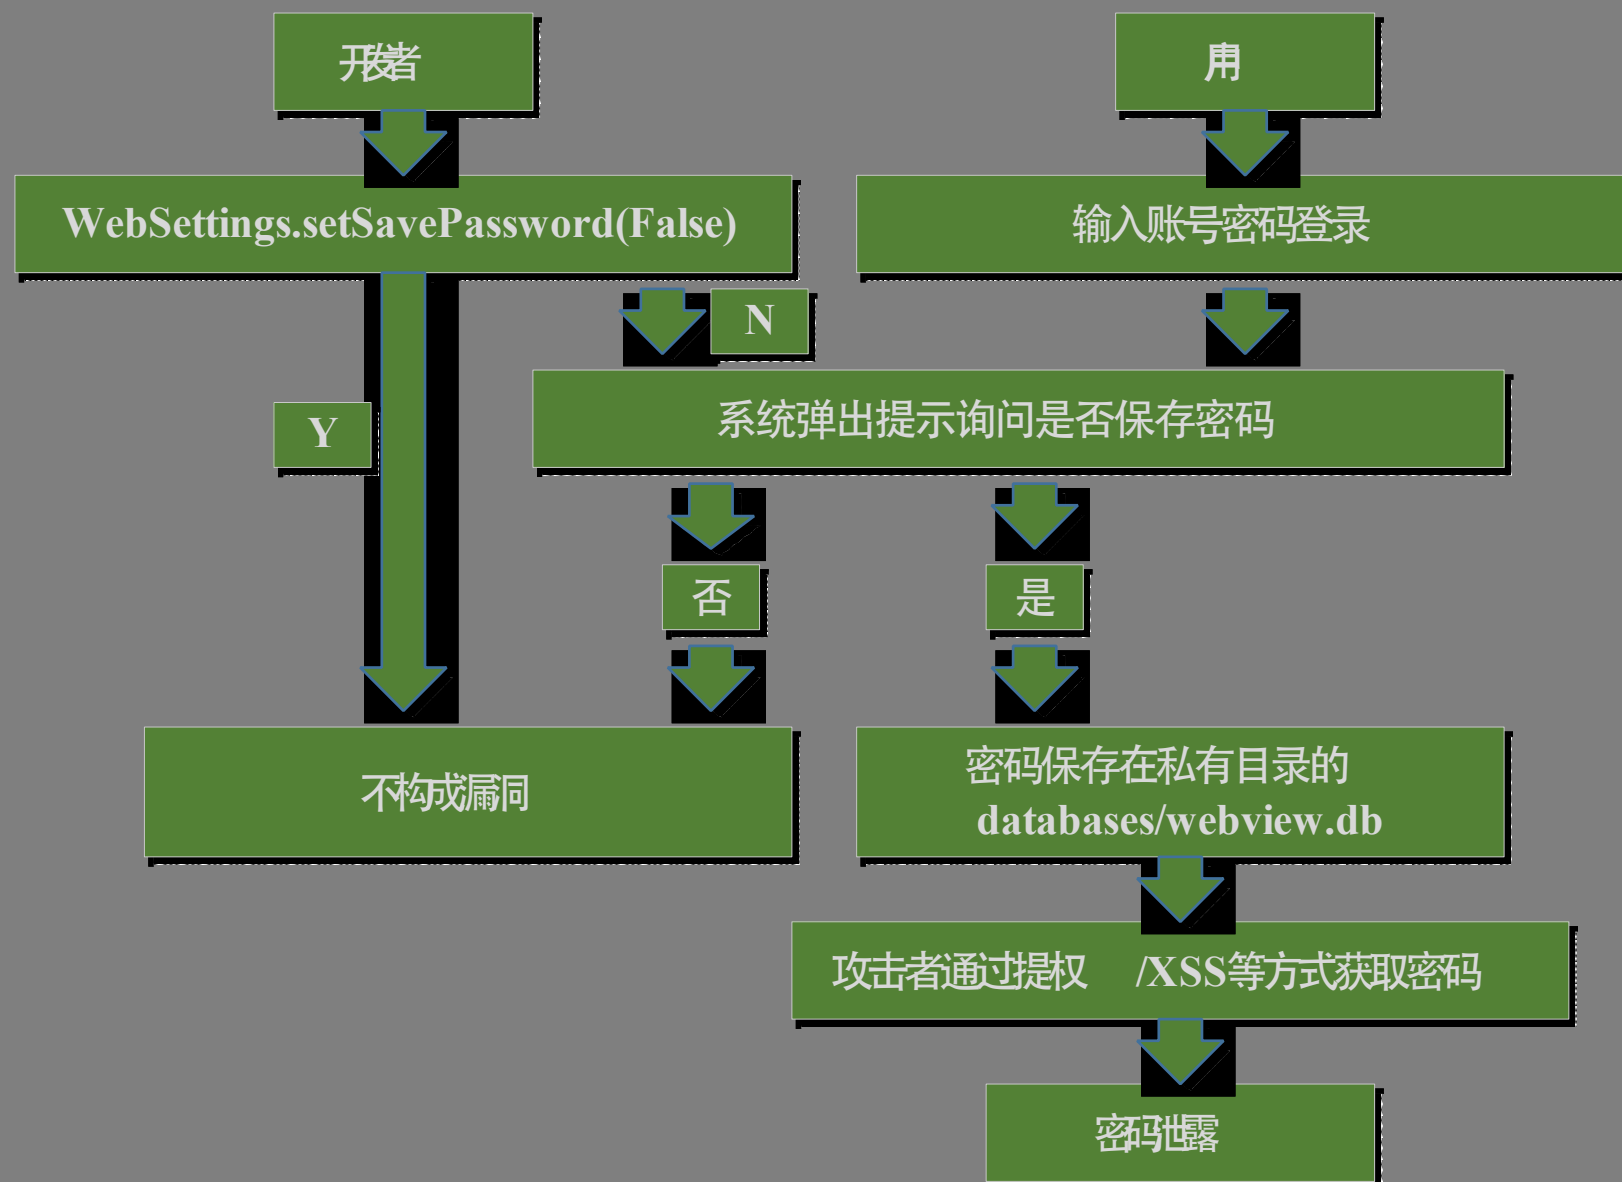 开发者
用户
WebSettings.setSavePassword(False)
输入账号密码登录
N
Y
系统弹出提示询问是否保存密码
否
是
不构成漏洞
密码保存在私有目录的
databases/webview.db
攻击者通过提权 /XSS等方式获取密码
密码泄露